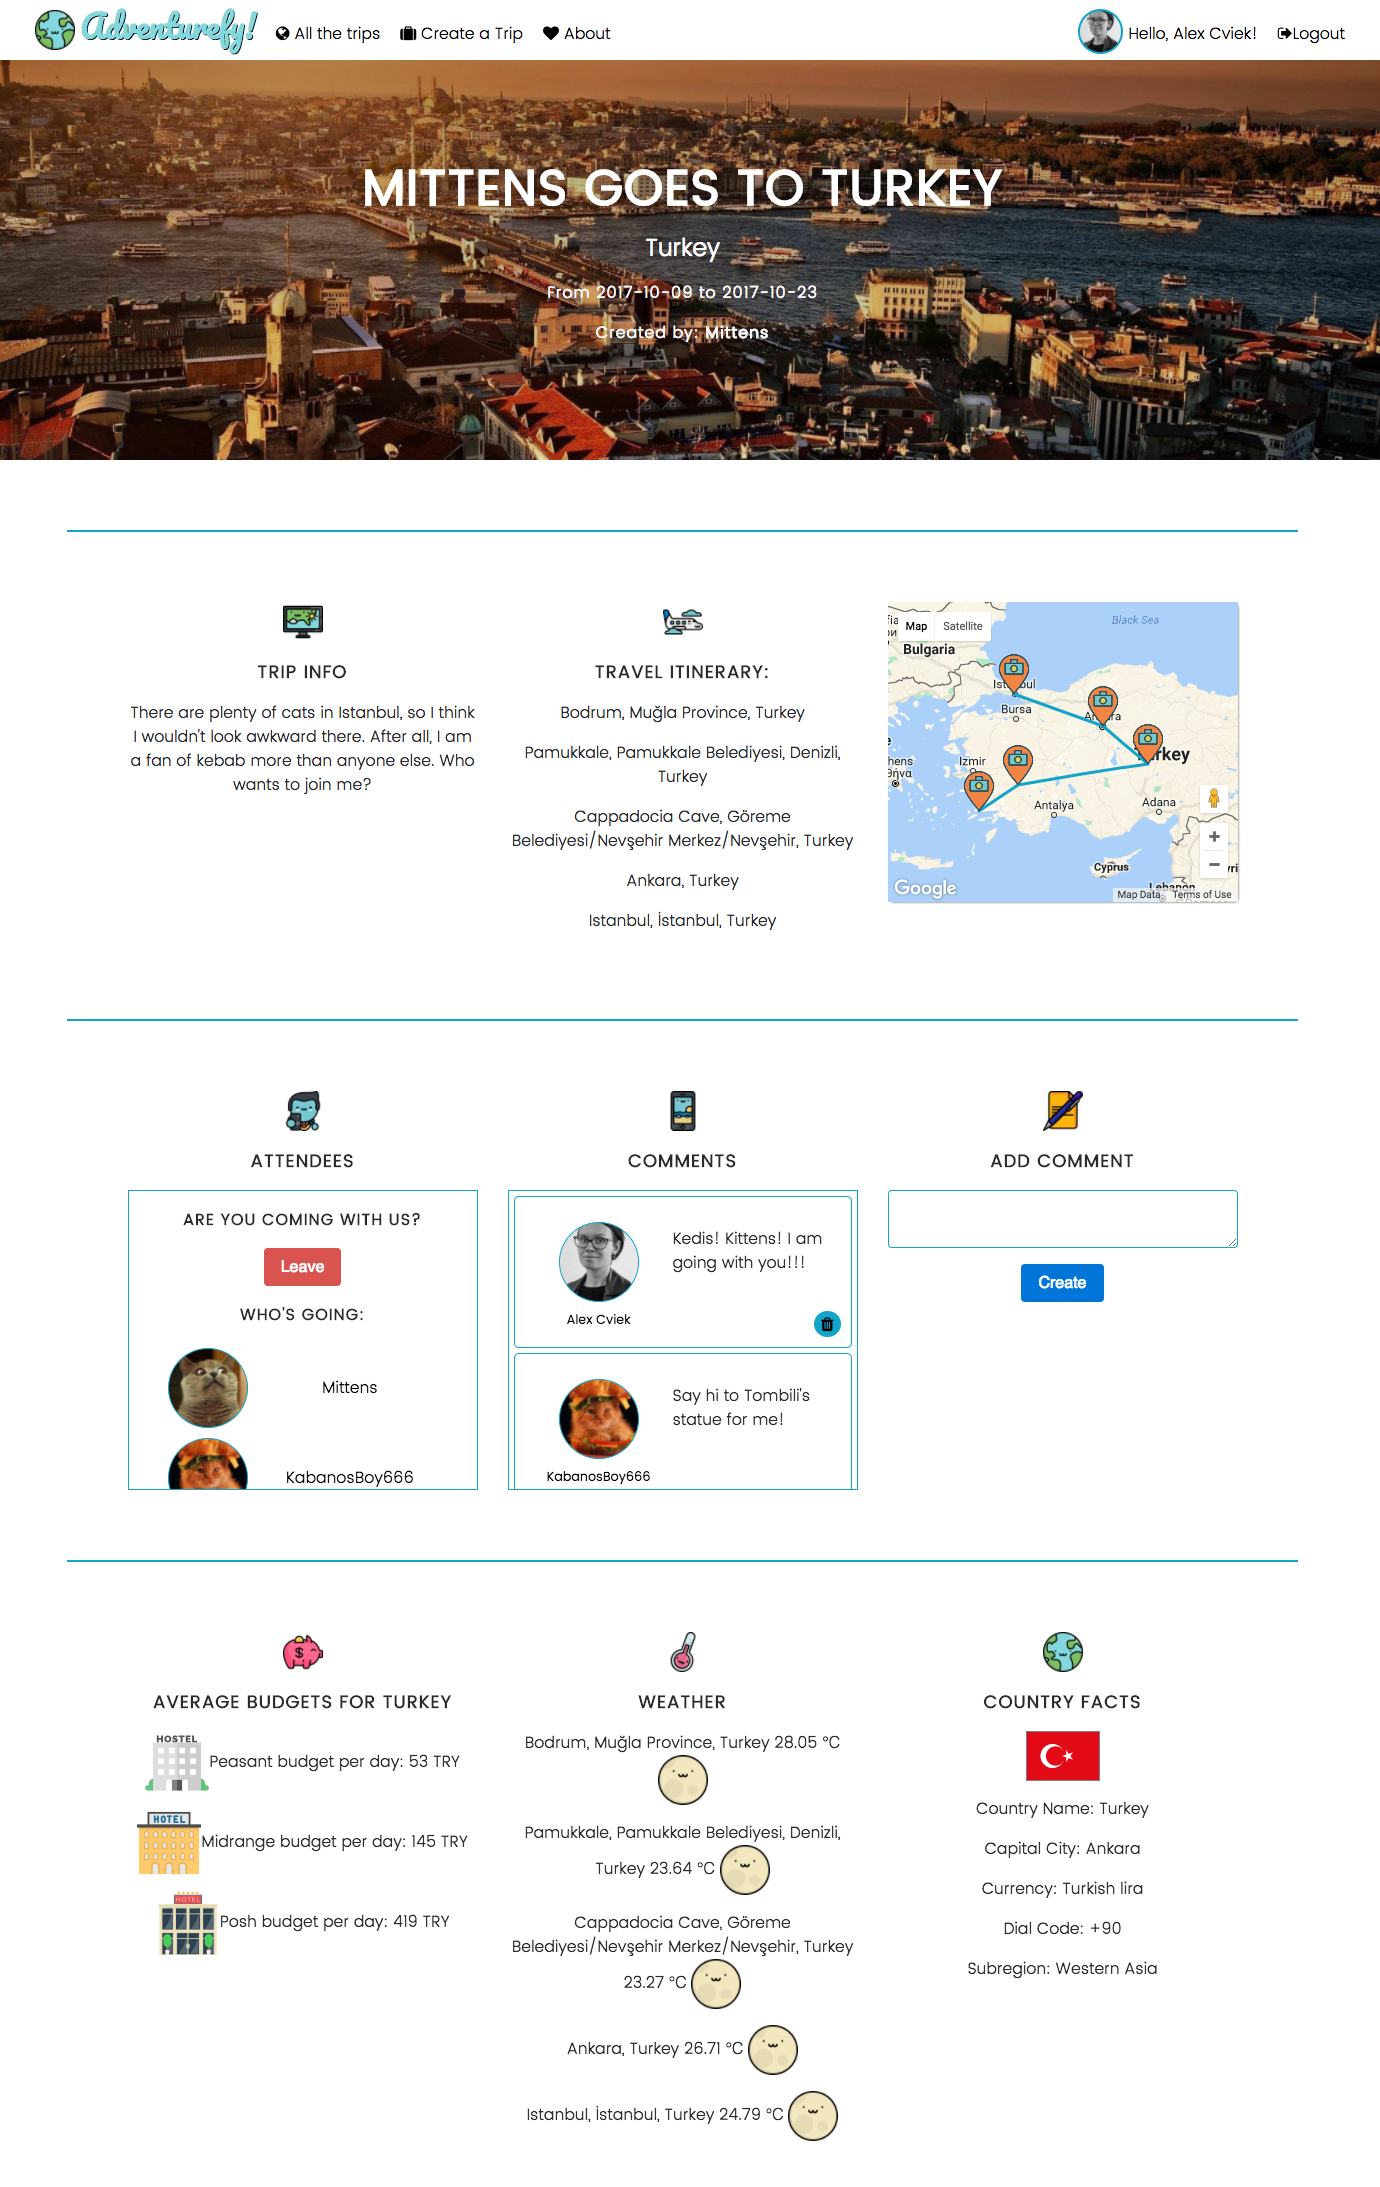 Adventurefy!
All the trips
Create a Trip
About
Hello, Alex Cviek!
Logout
MITTENS GOES TO TURKEY
Turkey
From 2017-10-09 to 2017-10-23
Created by: Mittens
TRIP INFO
There are plenty of cats in Istanbul, so I think
I wouldn't look awkward there. After all, I am
a fan of kebab more than anyone else. Who
wants to join me?
TRAVEL ITINERARY:
Bodrum, Muğla Province, Turkey
Pamukkale, Pamukkale Belediyesi, Denizli,
Turkey
Cappadocia Cave, Göreme
Belediyesi/Nevşehir Merkez/Nevşehir, Turkey
Ankara, Turkey
Istanbul, İstanbul, Turkey
Map
Satellite
Black Sea
Bulgaria
Bursa
Izmir
Antalya
Adana
Cyprus
Lebanon
Google
Map Data
Terms of Use
ATTENDEES
ARE YOU COMING WITH US?
Leave
WHO'S GOING:
Mittens
KabanosBoy666
COMMENTS
Kedis! Kittens! I am
going with you!!!
Alex Cviek
Say hi to Tombili's
statue for me!
KabanosBoy666
ADD COMMENT
Create
AVERAGE BUDGETS FOR TURKEY
HOSTEL
Peasant budget per day: 53 TRY
HOTEL
Midrange budget per day: 145 TRY
HOTEL
Posh budget per day: 419 TRY
WEATHER
Bodrum, Muğla Province, Turkey 28.05 °C
Pamukkale, Pamukkale Belediyesi, Denizli,
Turkey 23.64 °C
Cappadocia Cave, Göreme
Belediyesi/Nevşehir Merkez/Nevşehir, Turkey
23.27 °C
Ankara, Turkey 26.71 °C
Istanbul, İstanbul, Turkey 24.79 °C
COUNTRY FACTS
Country Name: Turkey
Capital City: Ankara
Currency: Turkish lira
Dial Code: +90
Subregion: Western Asia